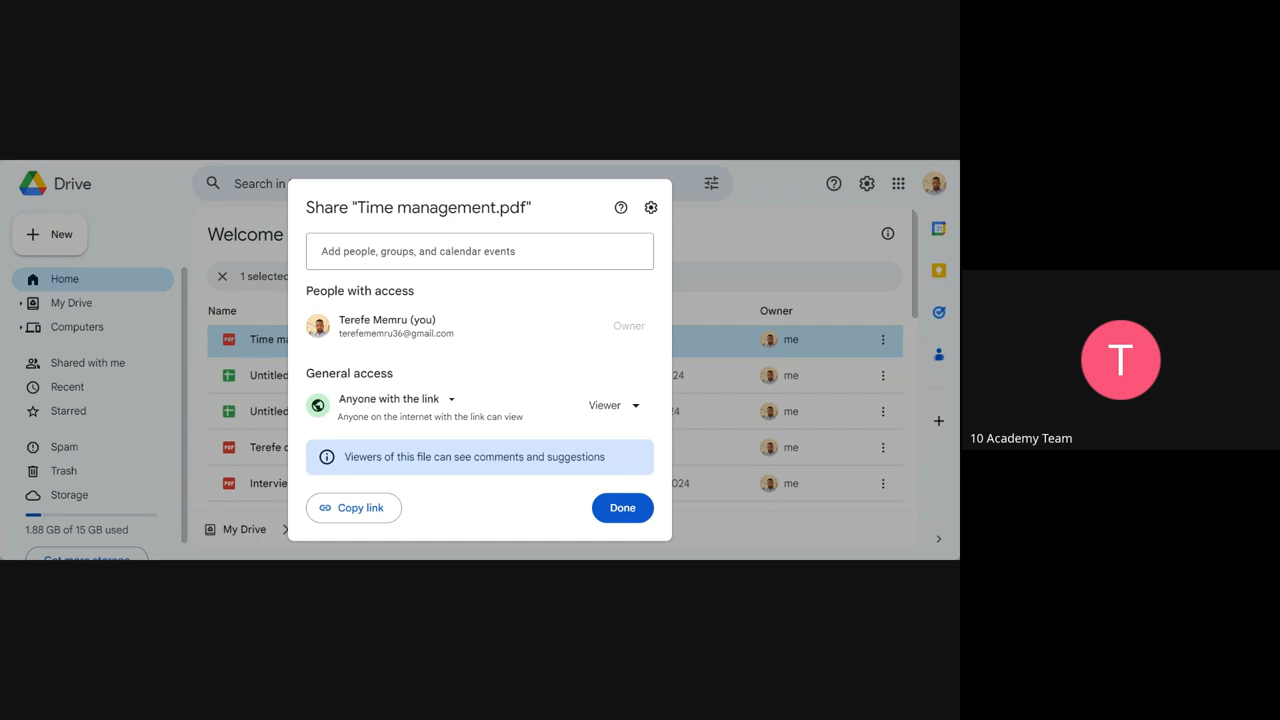 Drive
Search in
New
Home
My Drive
Computers
Shared with me
Recent
Starred
Spam
Trash
Storage
1.88 GB of 15 GB used
Get more storage
Welcome
1 selected
Name
Owner
Time ma
me
Untitled
24
me
Untitled
4
me
Terefe c
me
Intervie
024
me
My Drive
Share "Time management.pdf"
Add people, groups, and calendar events
People with access
Terefe Memru (you)
terefememru36@gmail.com
Owner
General access
Anyone with the link
Anyone on the internet with the link can view
Viewer
Viewers of this file can see comments and suggestions
Copy link
Done
T
10 Academy Team